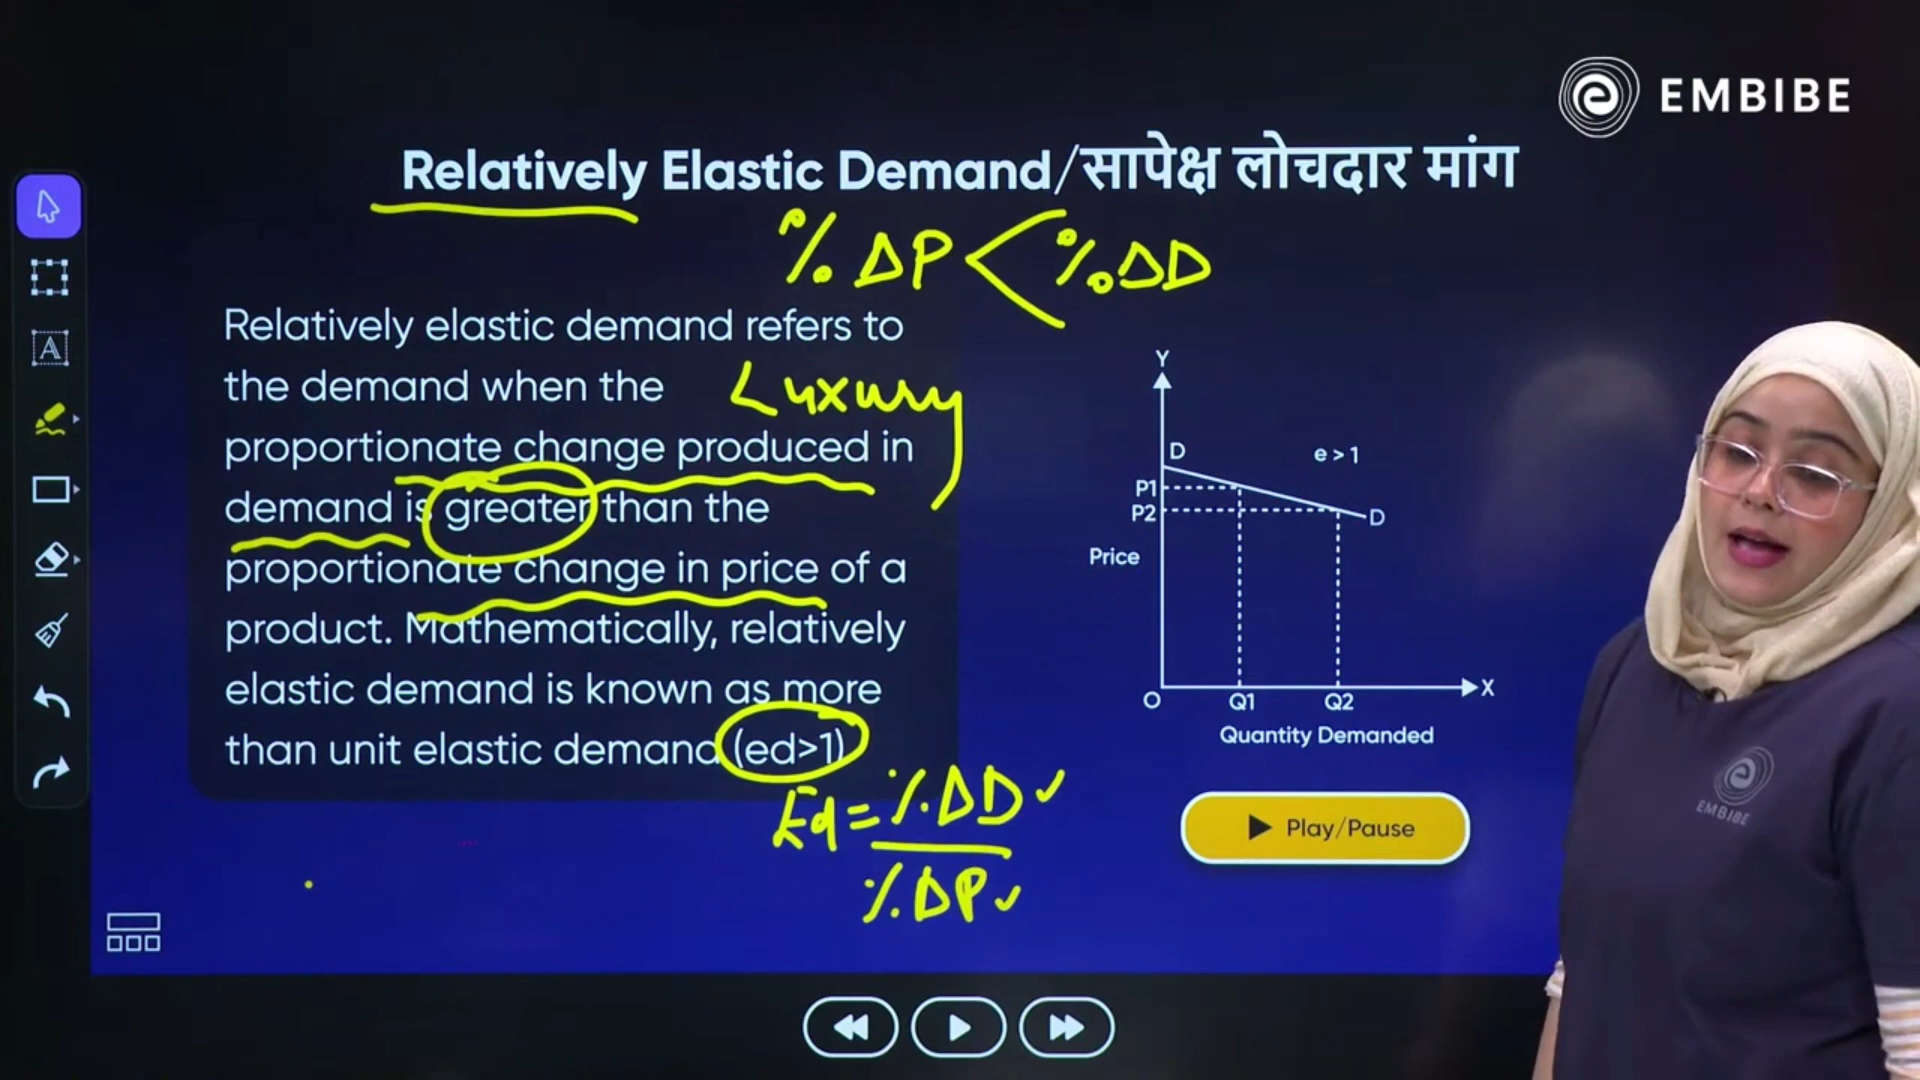 EMBIBE
Relatively Elastic Demand/सापेक्ष लोचदार मांग
% ΔP < % ΔD
Relatively elastic demand refers to
the demand when the
Luxury
proportionate change produced in
demand is greater than the
proportionate change in price of a
product. Mathematically, relatively
elastic demand is known as more
than unit elastic demand (ed>1)
Ed = %ΔD ✓
%ΔP ✓
Y
D
e > 1
P1
P2
D
Price
O
Q1
Q2
X
Quantity Demanded
Play/Pause
A
EMBIBE